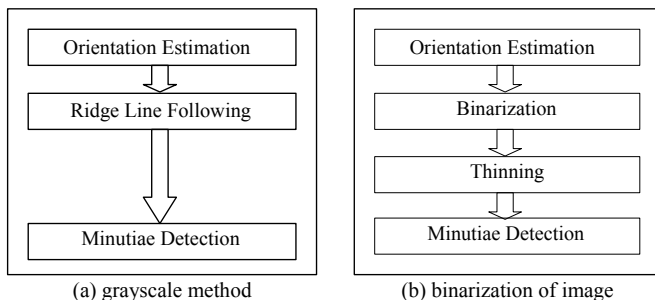 Orientation Estimation
Ridge Line Following
Minutiae Detection
(a) grayscale method
Orientation Estimation
Binarization
Thinning
Minutiae Detection
(b) binarization of image